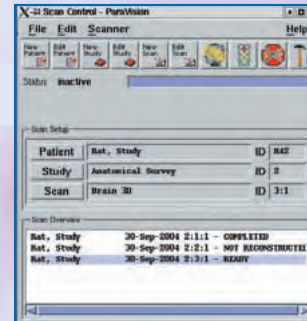 Scan Control - ParaVision
File Edit Scanner Help
New Patient Edit Patient New Study Edit Study New Scan Edit Scan
Status inactive
Scan Setup
Patient Rat, Study ID R42
Study Anatomical Survey ID 2
Scan Brain 3D ID 3:1
Scan Overview
Rat, Study 30-Sep-2004 2:1:1 - COMPLETED
Rat, Study 30-Sep-2004 2:2:1 - NOT RECONSTRUCTED
Rat, Study 30-Sep-2004 2:3:1 - READY